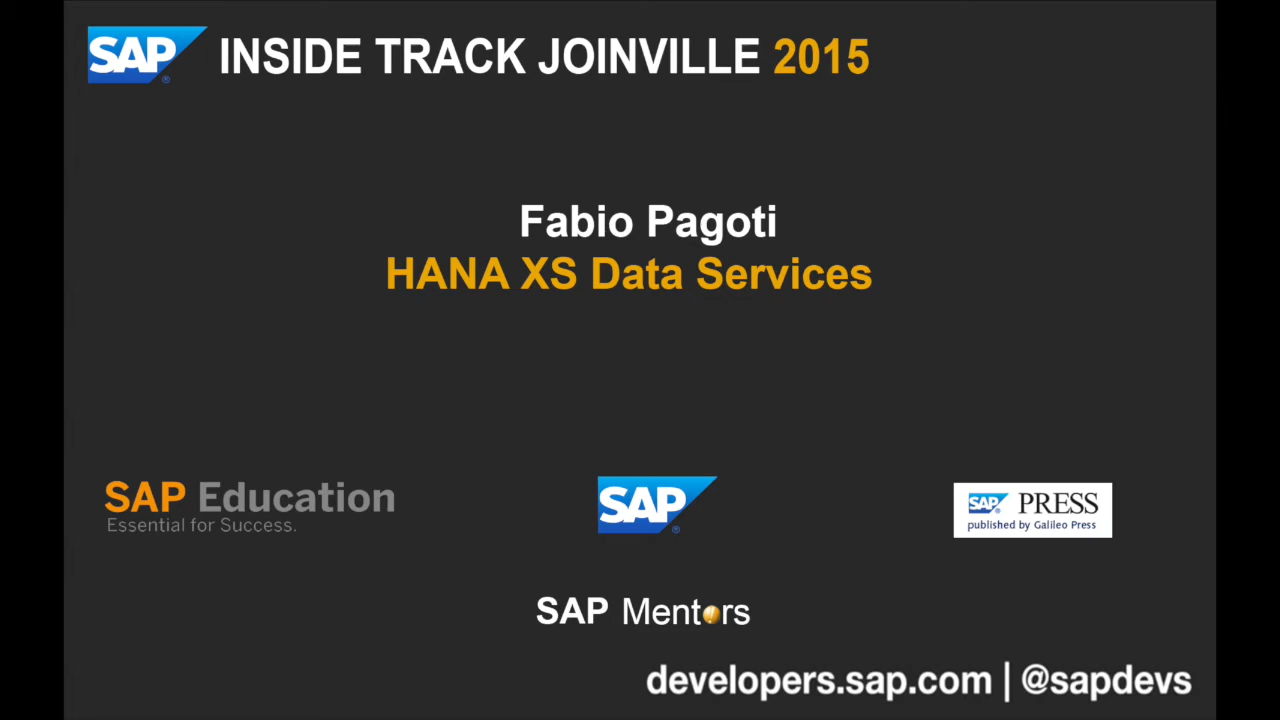 SAP INSIDE TRACK JOINVILLE 2015
Fabio Pagoti
HANA XS Data Services
SAP Education
Essential for Success.
SAP
SAP PRESS
published by Galileo Press
SAP Mentors
developers.sap.com | @sapdevs